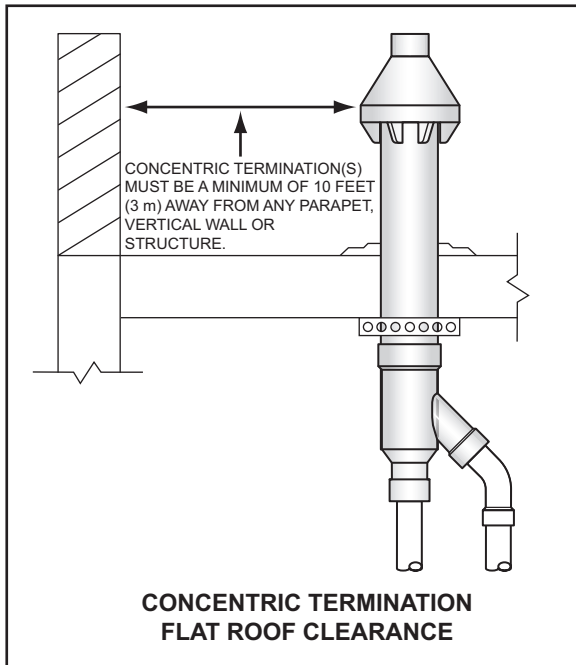 CONCENTRIC TERMINATION(S)
MUST BE A MINIMUM OF 10 FEET
(3 m) AWAY FROM ANY PARAPET,
VERTICAL WALL OR
STRUCTURE.
CONCENTRIC TERMINATION
FLAT ROOF CLEARANCE